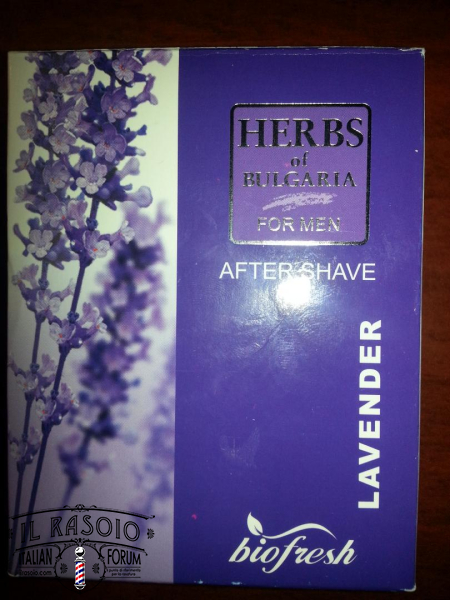 HERBS
of
BULGARIA
FOR MEN
AFTER SHAVE
LAVENDER
biofresh
IL RASOIO
ITALIAN FORUM